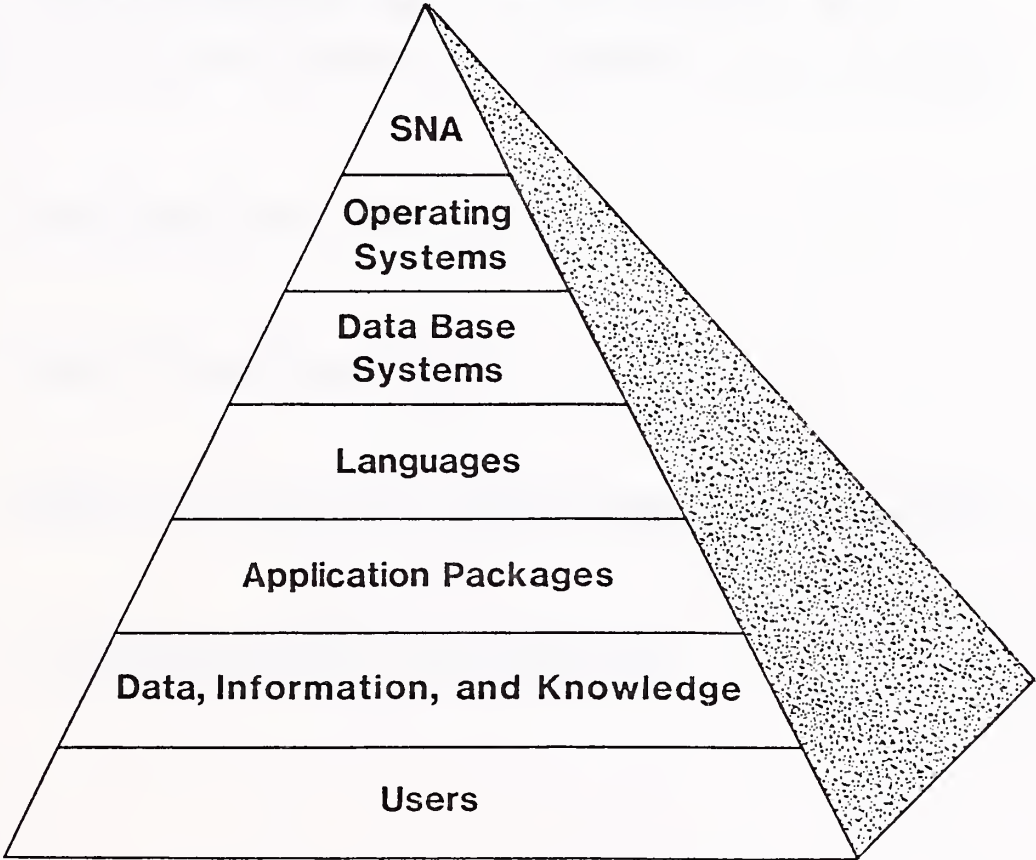 SNA
Operating
Systems
Data Base
Systems
Languages
Application Packages
Data, Information, and Knowledge
Users